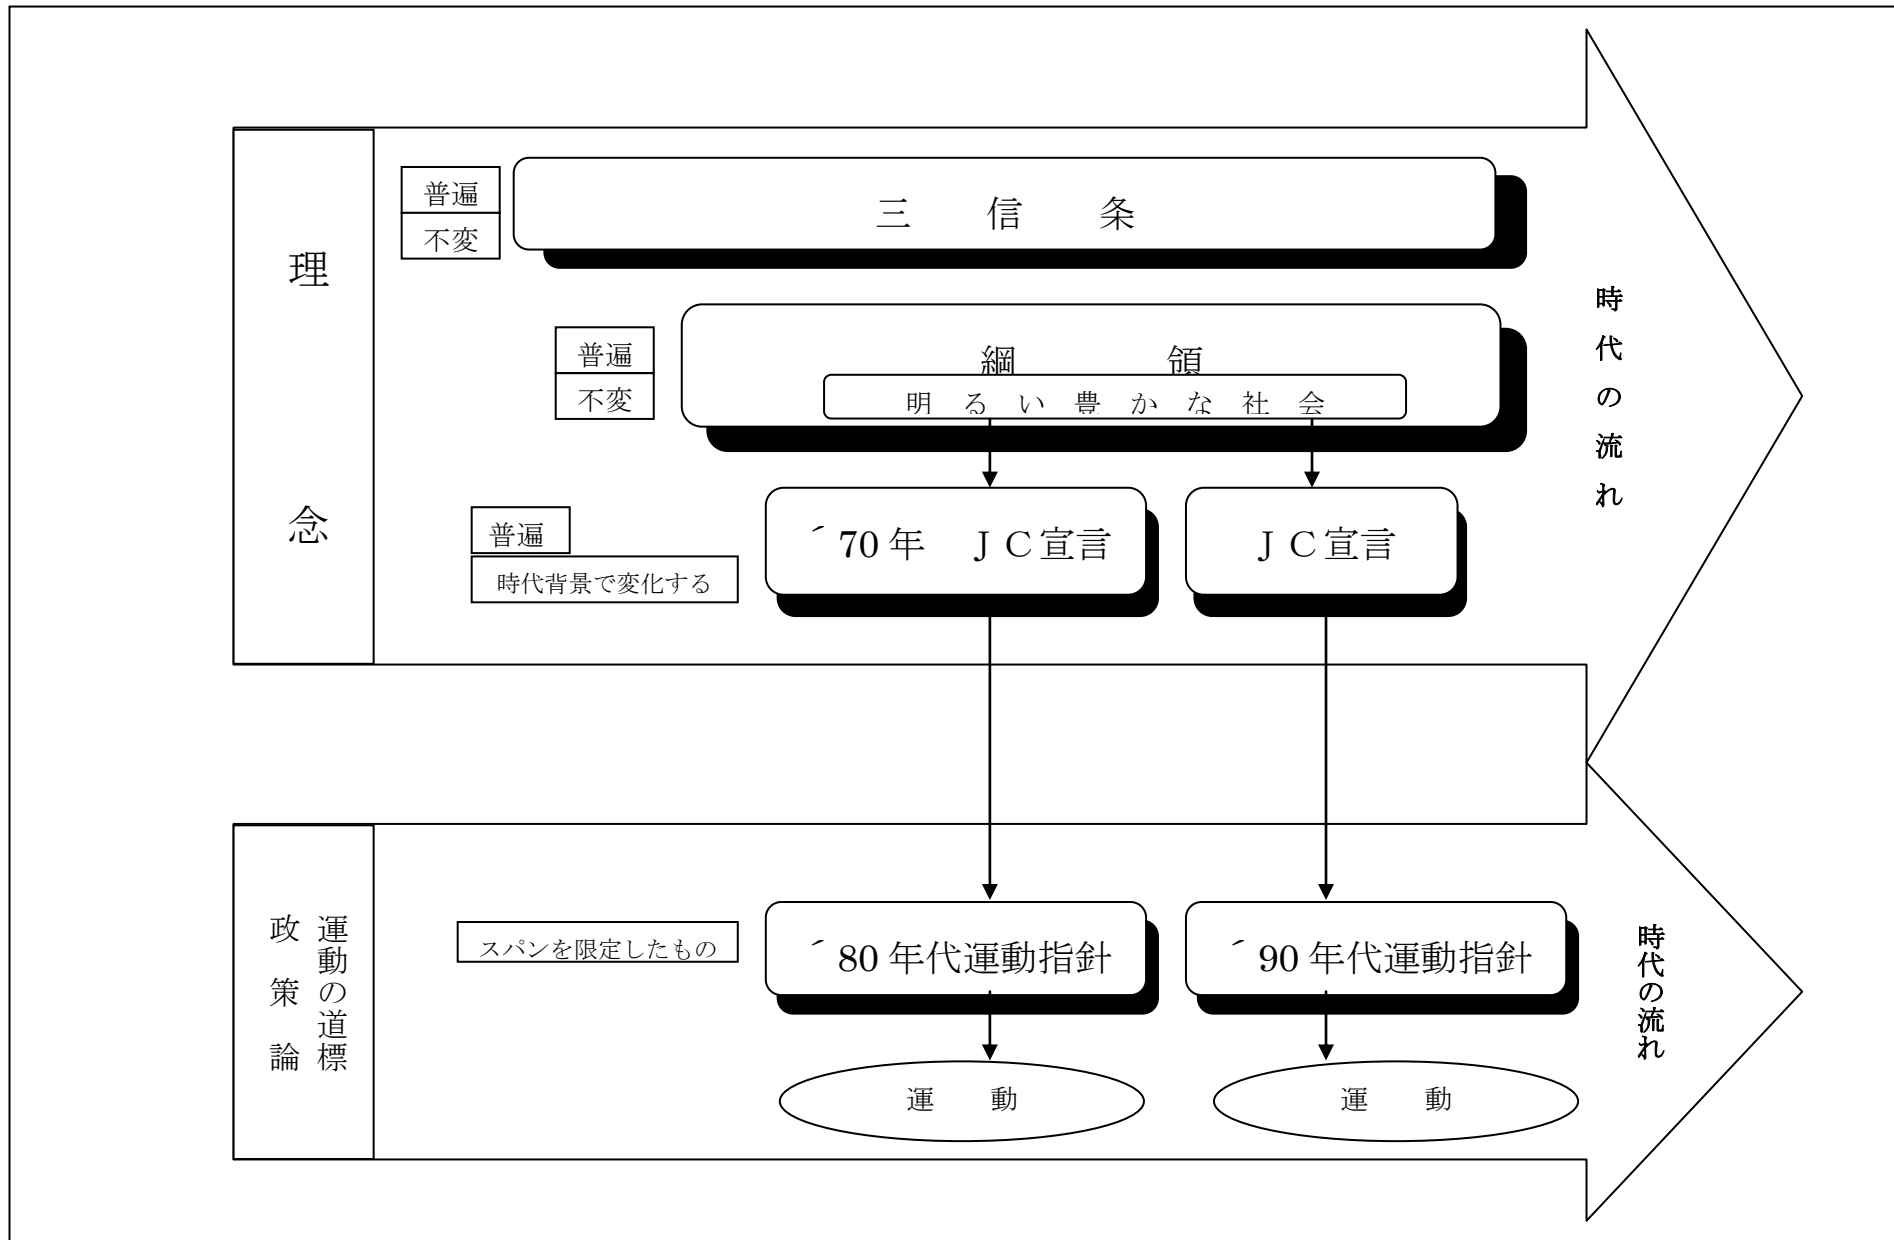 理念
普遍
不変
三信条
普遍
不変
綱領
明るい豊かな社会
普遍
時代背景で変化する
´70年　ＪＣ宣言
ＪＣ宣言
時代の流れ
運動の道標
政策論
スパンを限定したもの
´80年代運動指針
´90年代運動指針
運動
運動
時代の流れ